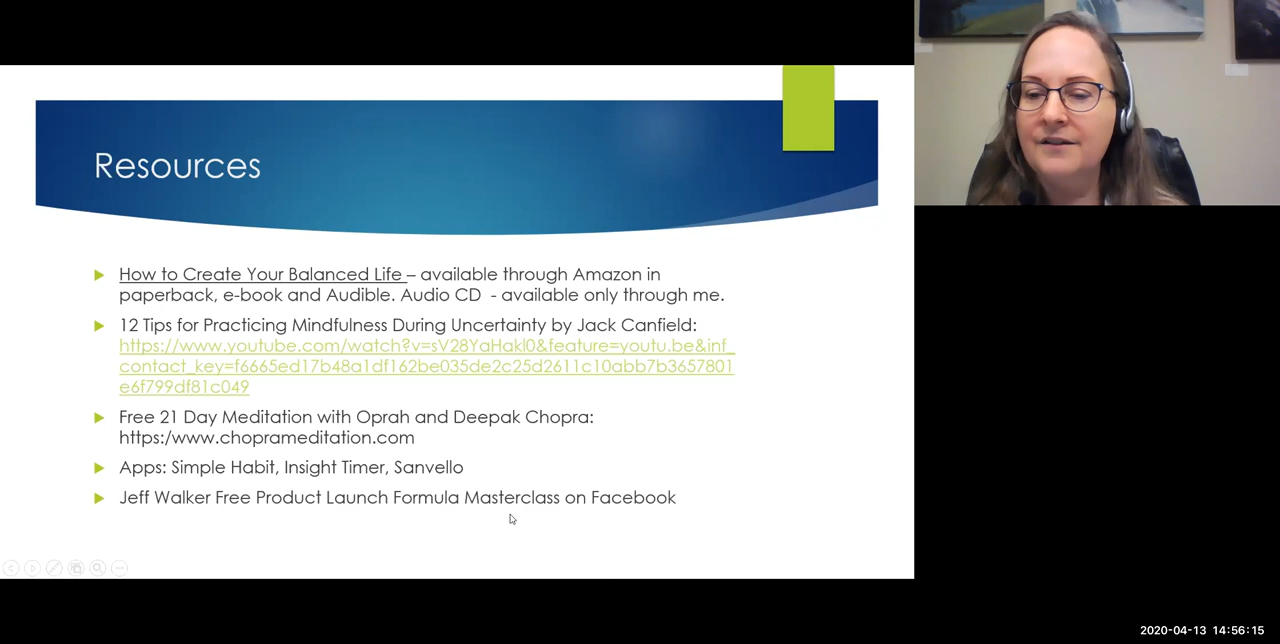 Resources
How to Create Your Balanced Life – available through Amazon in
paperback, e-book and Audible. Audio CD - available only through me.
12 Tips for Practicing Mindfulness During Uncertainty by Jack Canfield:
https://www.youtube.com/watch?v=sV28YaHakl0&feature=youtu.be&inf_
contact_key=f6665ed17b48a1df162be035de2c25d2611c10abb7b3657801
e6f799df81c049
Free 21 Day Meditation with Oprah and Deepak Chopra:
https:/www.choprameditation.com
Apps: Simple Habit, Insight Timer, Sanvello
Jeff Walker Free Product Launch Formula Masterclass on Facebook
2020-04-13 14:56:15